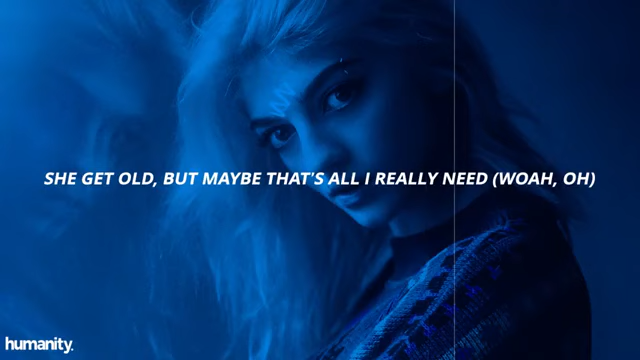 SHE GET OLD, BUT MAYBE THAT'S ALL I REALLY NEED (WOAH, OH)
humanity.